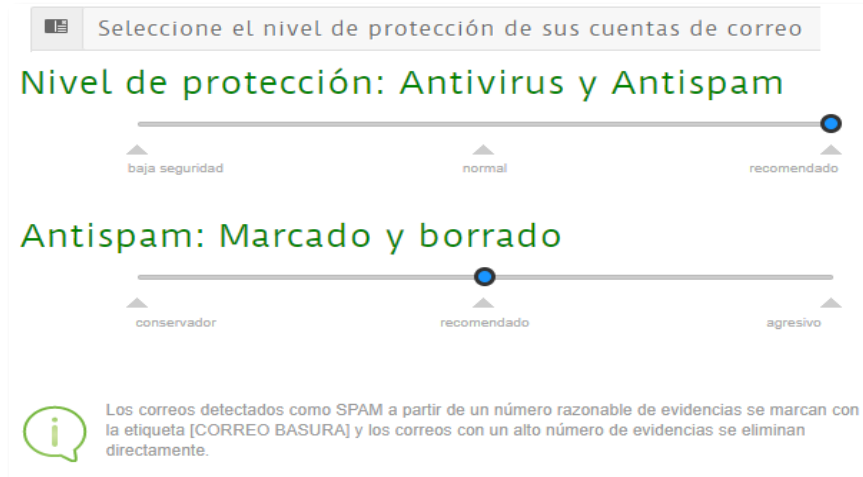 Seleccione el nivel de protección de sus cuentas de correo
Nivel de protección: Antivirus y Antispam
baja seguridad normal recomendado
Antispam: Marcado y borrado
conservador recomendado agresivo
Los correos detectados como SPAM a partir de un número razonable de evidencias se marcan con
la etiqueta [CORREO BASURA] y los correos con un alto número de evidencias se eliminan
directamente.